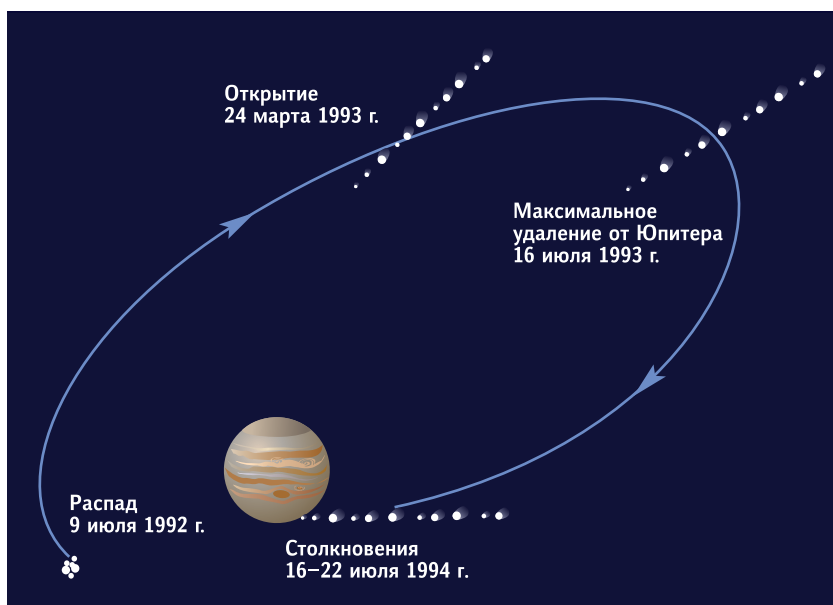 Открытие
24 марта 1993 г.
Максимальное
удаление от Юпитера
16 июля 1993 г.
Распад
9 июля 1992 г.
Столкновения
16–22 июля 1994 г.